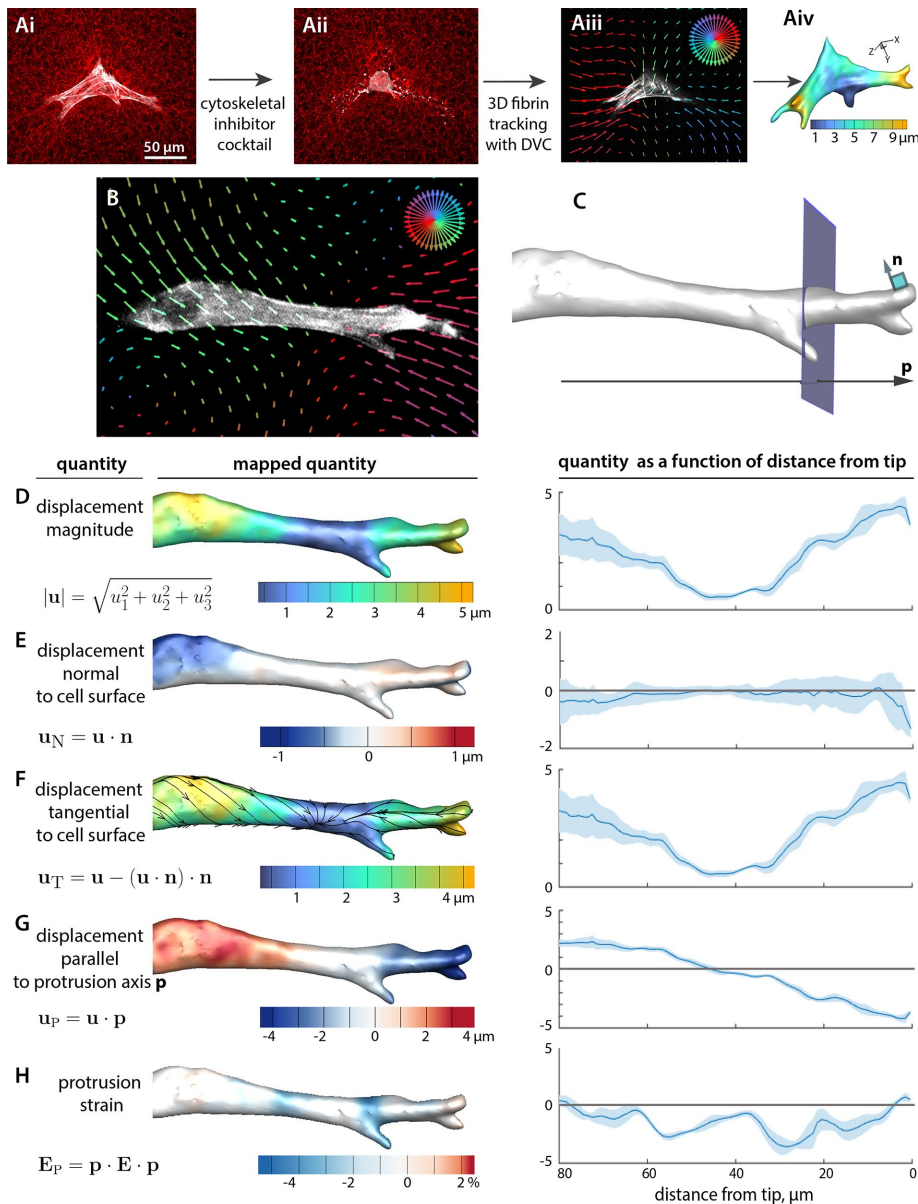 Ai
Aii
Aiii
Aiv
50 µm
cytoskeletal
inhibitor
cocktail
3D fibrin
tracking
with DVC
Z
X
Y
1 3 5 7 9µm
B
C
n
p
quantity
mapped quantity
quantity as a function of distance from tip
D
displacement
magnitude
|u| = √u₁² + u₂² + u₃²
1 2 3 4 5 µm
5
0
E
displacement
normal
to cell surface
u_N = u · n
-1 0 1 µm
2
0
-2
F
displacement
tangential
to cell surface
u_T = u − (u · n) · n
1 2 3 4 µm
5
0
G
displacement
parallel
to protrusion axis p
u_P = u · p
-4 -2 0 2 4 µm
5
0
-5
H
protrusion
strain
E_P = p · E · p
-4 -2 0 2 %
5
0
-5
80 60 40 20 0
distance from tip, µm